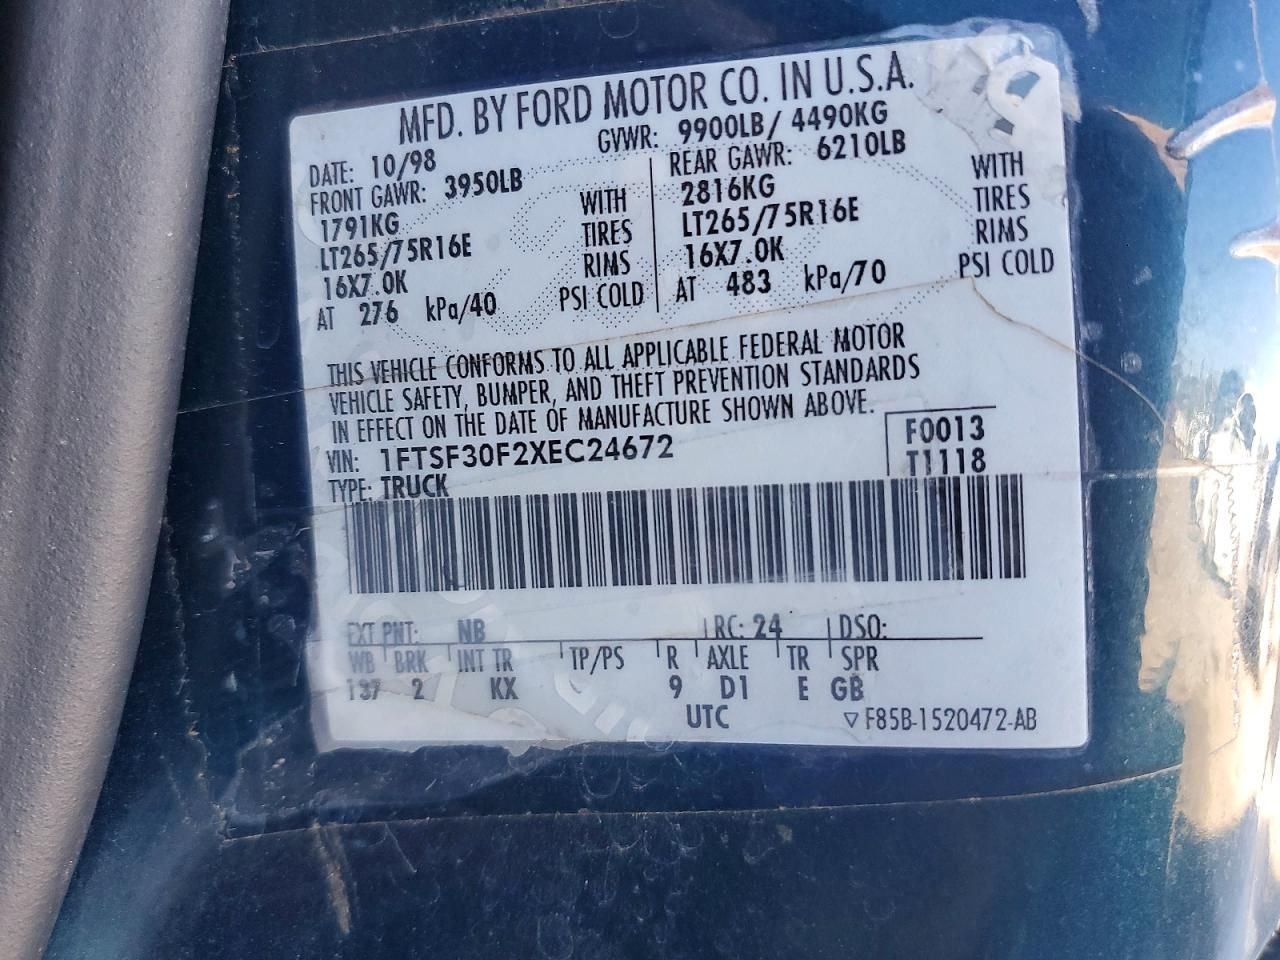 MFD. BY FORD MOTOR CO. IN U.S.A.
DATE: 10/98 GVWR: 9900LB/ 4490KG
FRONT GAWR: 3950LB REAR GAWR: 6210LB
1791KG WITH 2816KG WITH
LT265/75R16E TIRES LT265/75R16E TIRES
16X7.0K RIMS 16X7.0K RIMS
AT 276 kPa/40 PSI COLD AT 483 kPa/70 PSI COLD
THIS VEHICLE CONFORMS TO ALL APPLICABLE FEDERAL MOTOR
VEHICLE SAFETY, BUMPER, AND THEFT PREVENTION STANDARDS
IN EFFECT ON THE DATE OF MANUFACTURE SHOWN ABOVE.
VIN: 1FTSF30F2XEC24672 F0013
TYPE: TRUCK T1118
EXT PNT: NB RC: 24 DSO:
WB BRK INT TR TP/PS R AXLE TR SPR
137 2 KX 9 D1 E GB
UTC ▽F85B-1520472-AB